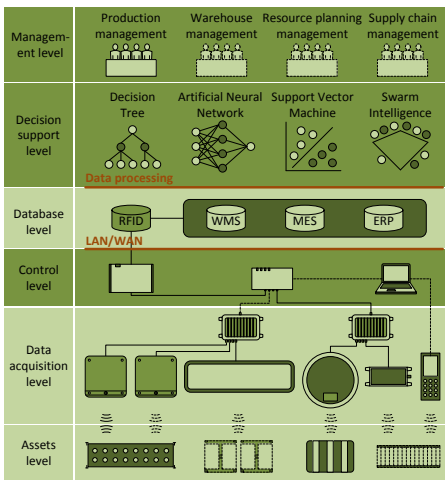 Managem-
ent level
Production
management
Warehouse
management
Resource planning
management
Supply chain
management
Decision
support
level
Decision
Tree
Artificial Neural
Network
Support Vector
Machine
Swarm
Intelligence
Data processing
Database
level
RFID
WMS
MES
ERP
LAN/WAN
Control
level
Data
acquisition
level
Assets
level